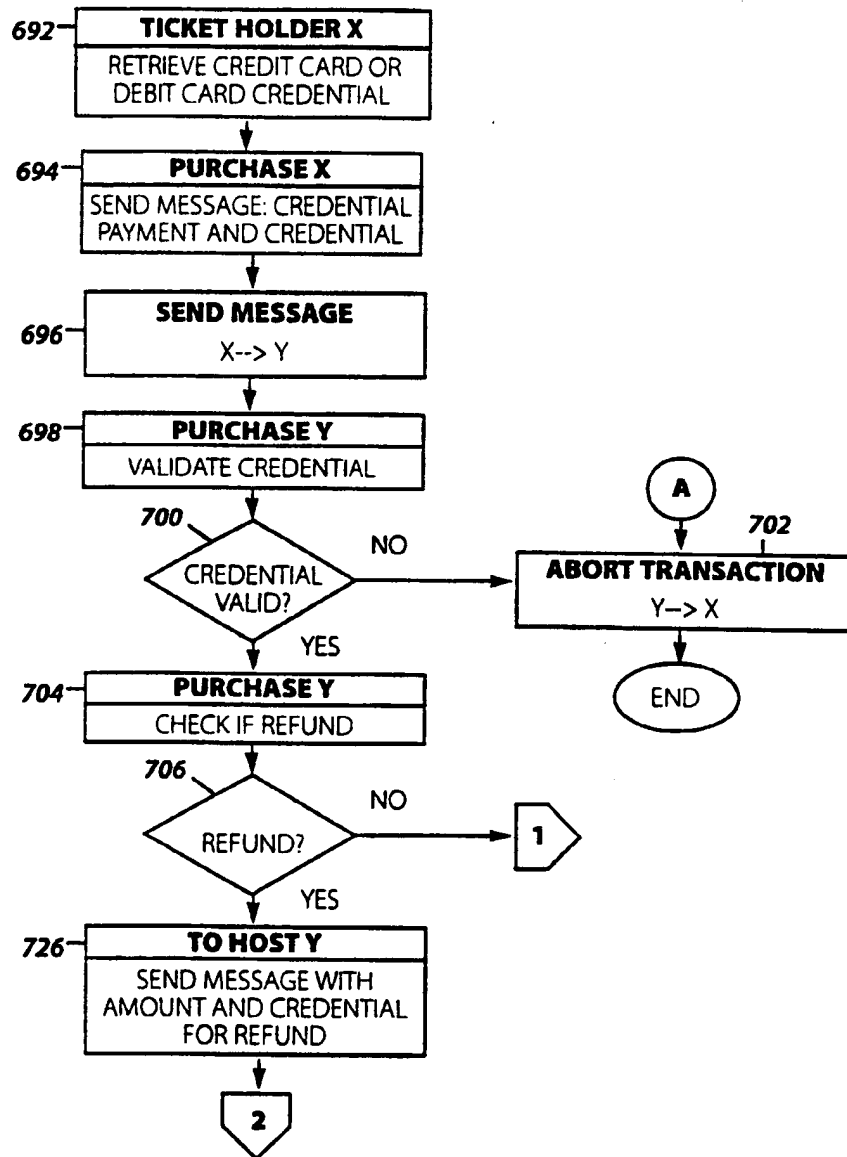 692
TICKET HOLDER X
RETRIEVE CREDIT CARD OR
DEBIT CARD CREDENTIAL
694
PURCHASE X
SEND MESSAGE: CREDENTIAL
PAYMENT AND CREDENTIAL
696
SEND MESSAGE
X--> Y
698
PURCHASE Y
VALIDATE CREDENTIAL
700
CREDENTIAL
VALID?
NO
YES
A
702
ABORT TRANSACTION
Y--> X
END
704
PURCHASE Y
CHECK IF REFUND
706
REFUND?
NO
1
YES
726
TO HOST Y
SEND MESSAGE WITH
AMOUNT AND CREDENTIAL
FOR REFUND
2